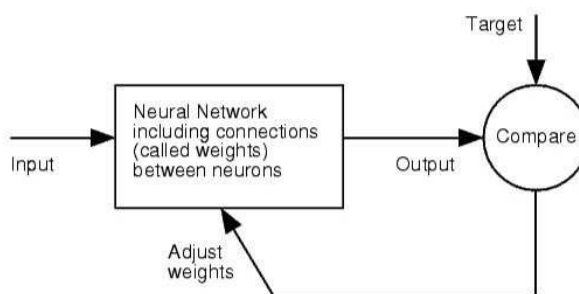 Target
Neural Network
including connections
(called weights)
between neurons
Compare
Input
Output
Adjust
weights